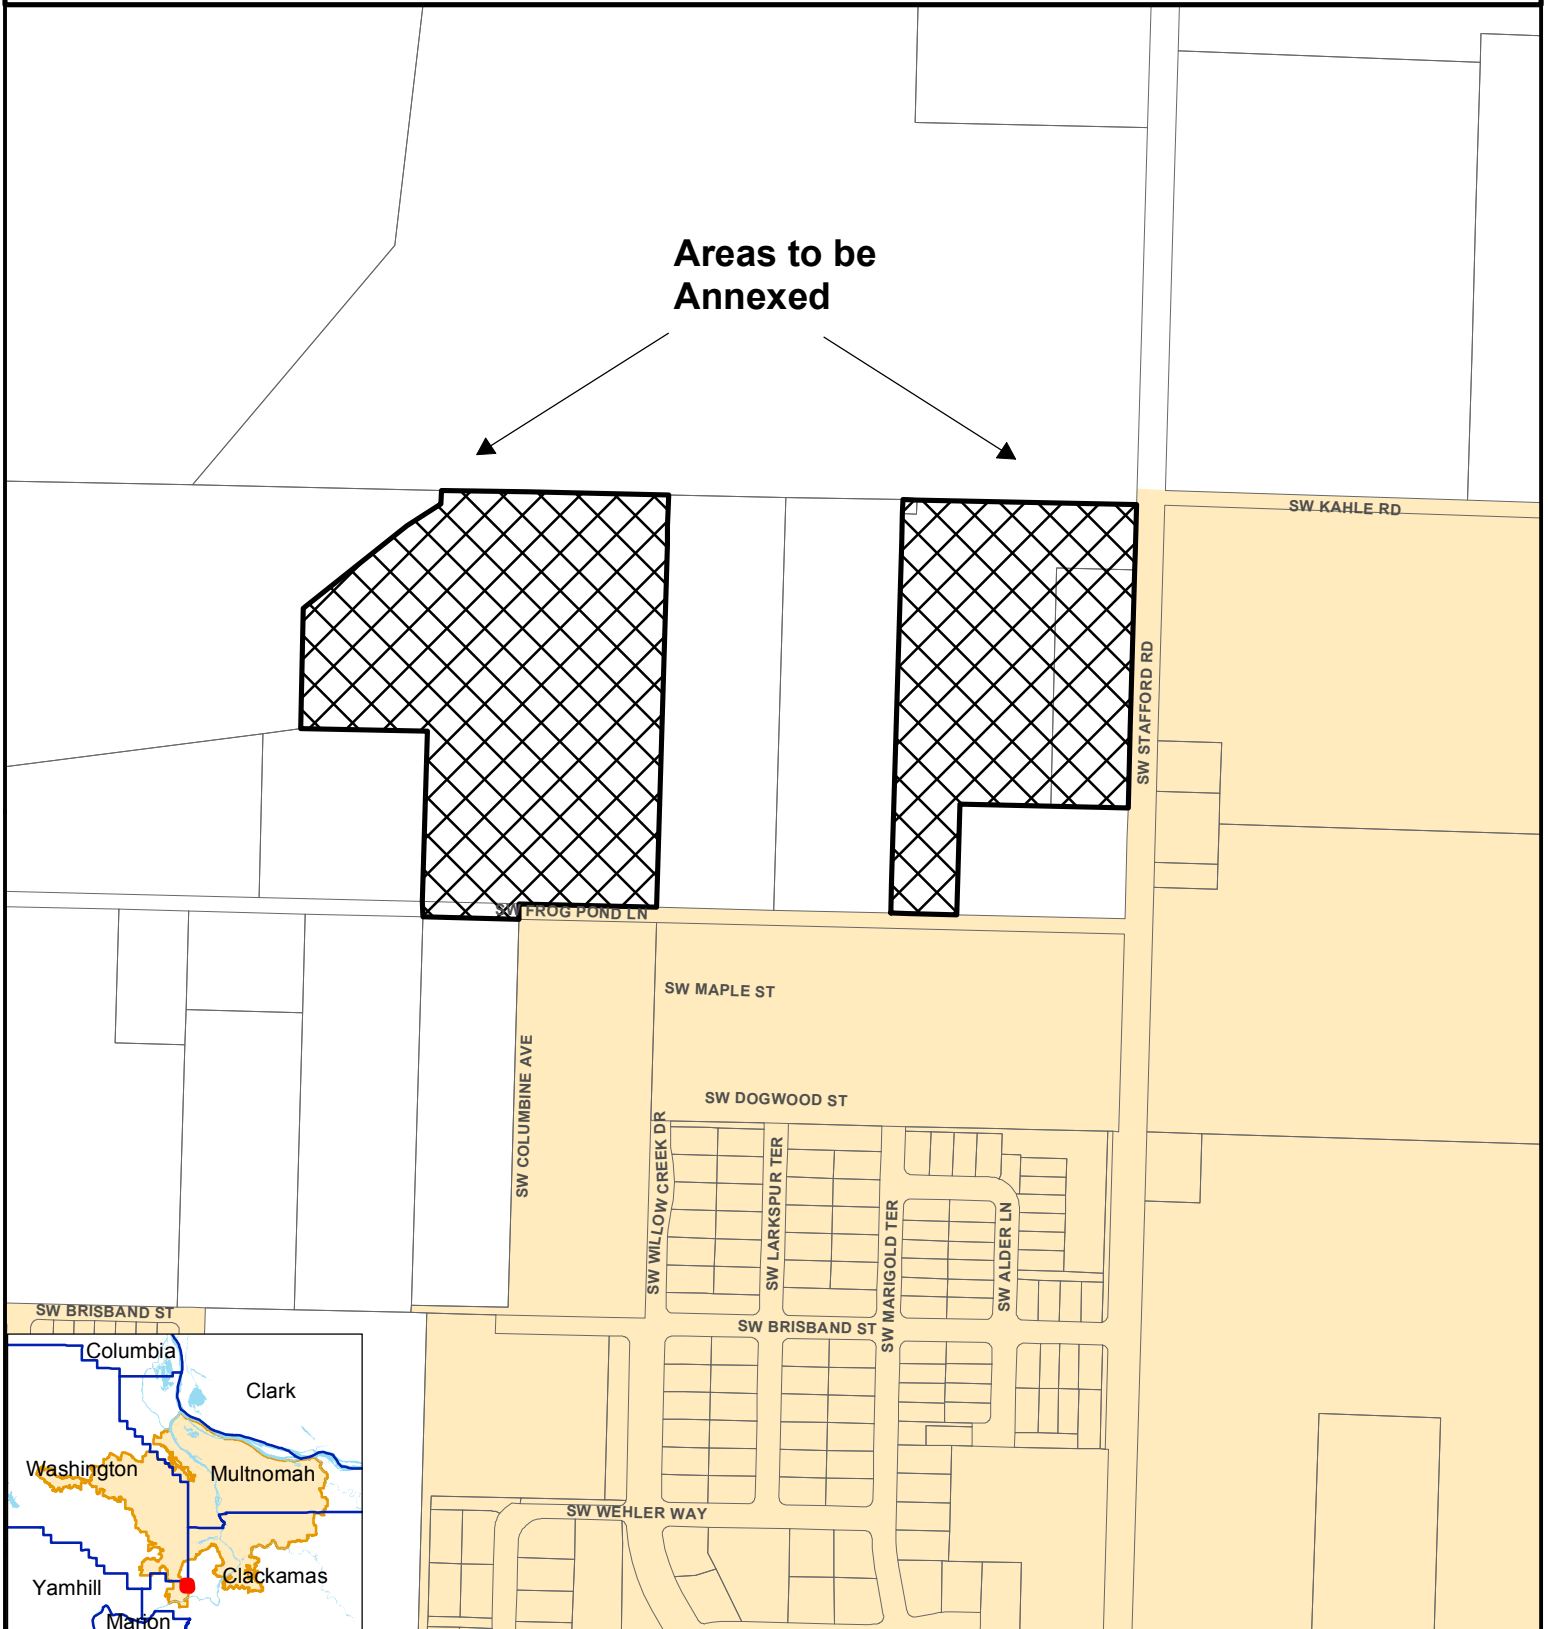 Areas to be
Annexed
SW KAHLE RD
SW STAFFORD RD
SW FROG POND LN
SW MAPLE ST
SW COLUMBINE AVE
SW DOGWOOD ST
SW WILLOW CREEK DR
SW LARKSPUR TER
SW MARIGOLD TER
SW ALDER LN
SW BRISBAND ST
SW BRISBAND ST
SW WEHLER WAY
Columbia
Clark
Washington
Multnomah
Clackamas
Yamhill
Marion